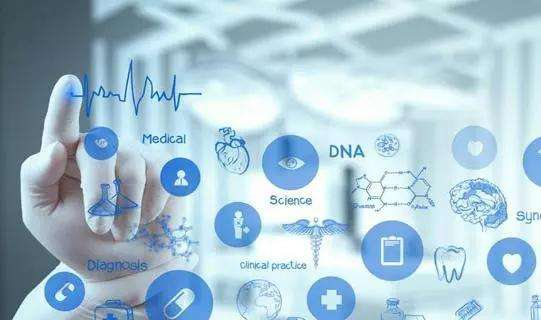 Medical
DNA
Science
Diagnosis
clinical practice